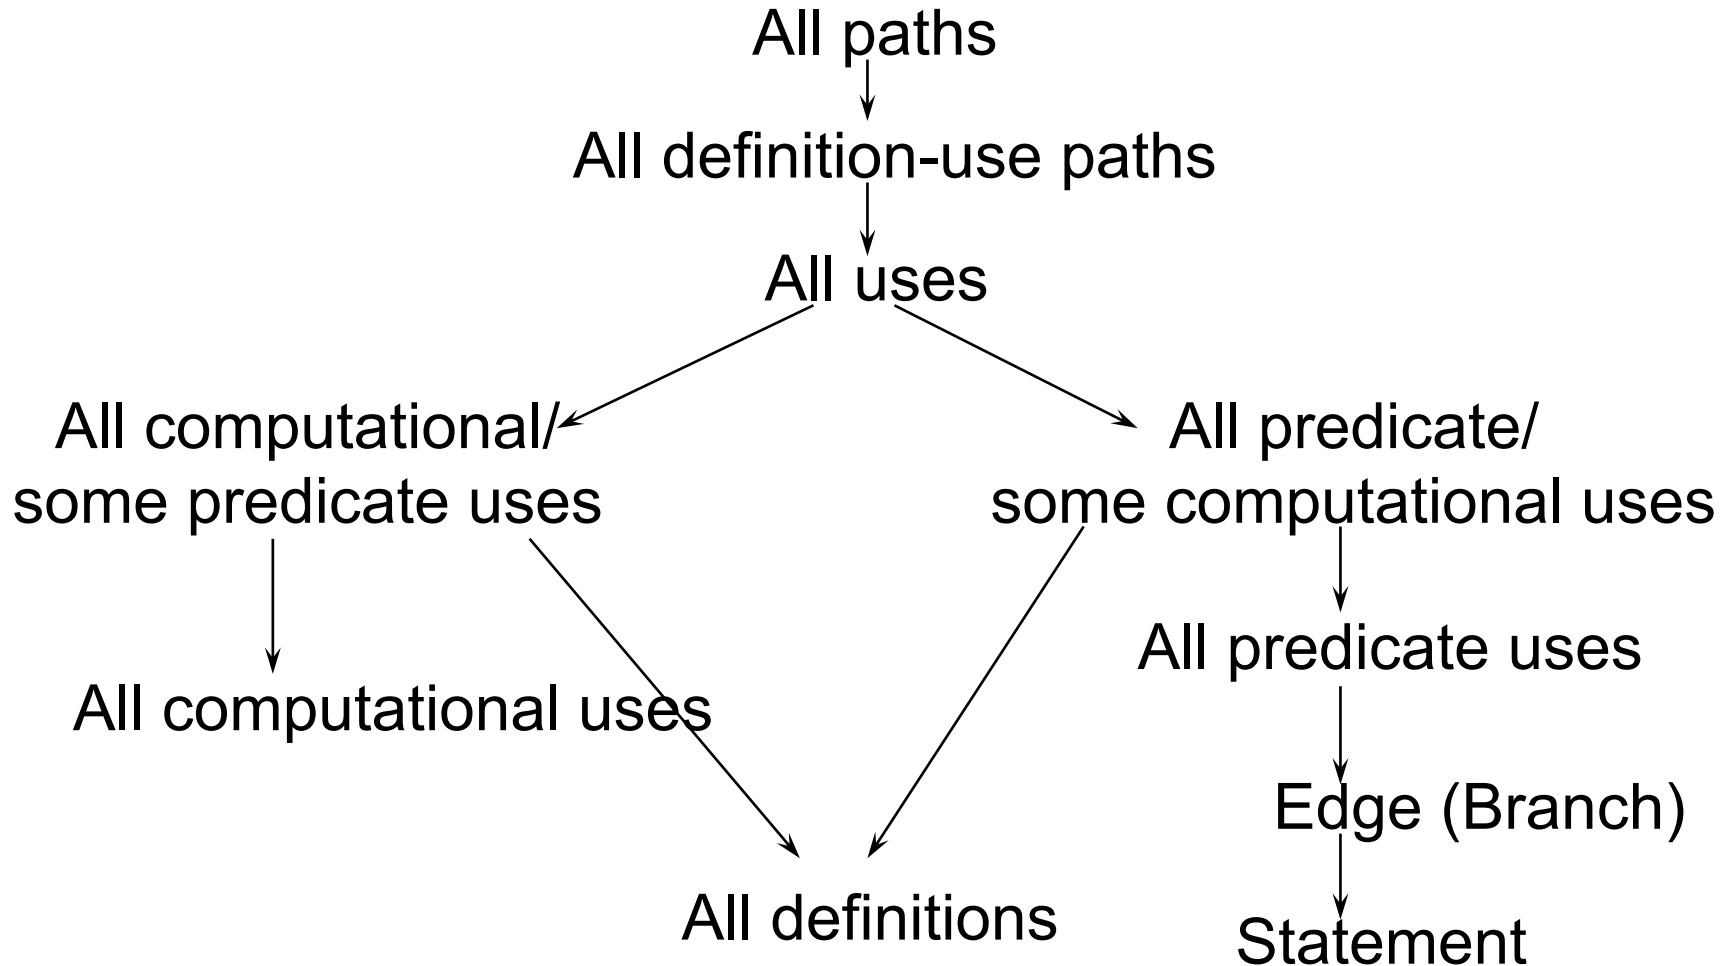 All paths
All definition-use paths
All uses
All computational/
some predicate uses
All predicate/
some computational uses
All predicate uses
All computational uses
Edge (Branch)
All definitions
Statement